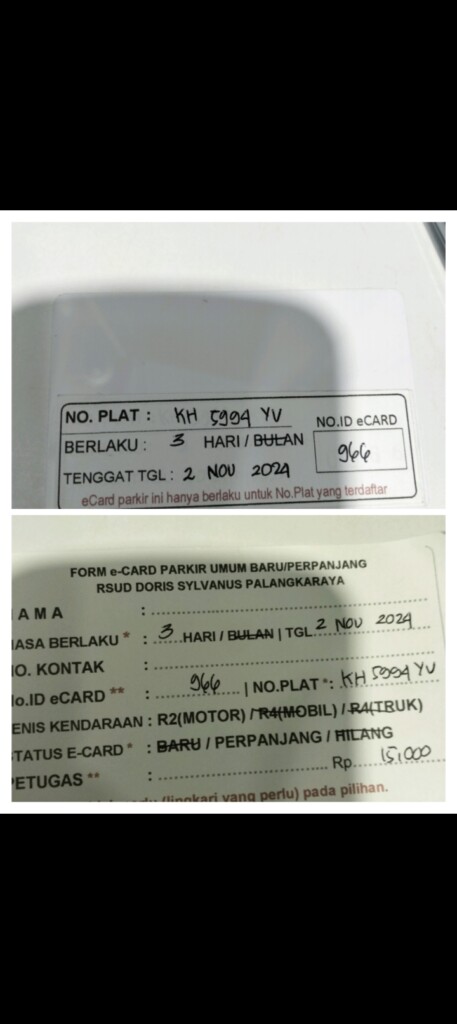 NO. PLAT : KH 5994 YV
NO.ID eCARD
BERLAKU : 3 HARI / BULAN
966
TENGGAT TGL : 2 NOV 2024
eCard parkir ini hanya berlaku untuk No.Plat yang terdaftar
FORM e-CARD PARKIR UMUM BARU/PERPANJANG
RSUD DORIS SYLVANUS PALANGKARAYA
AMA :
ASA BERLAKU * : 3 HARI / BULAN | TGL 2 NOV 2024
O. KONTAK :
o.ID eCARD ** : 966 | NO.PLAT *: KH 5994 YV
ENIS KENDARAAN : R2(MOTOR) / R4(MOBIL) / R4(TRUK)
TATUS E-CARD * : BARU / PERPANJANG / HILANG
ETUGAS ** : Rp. 15,000
(lingkari yang perlu) pada pilihan.